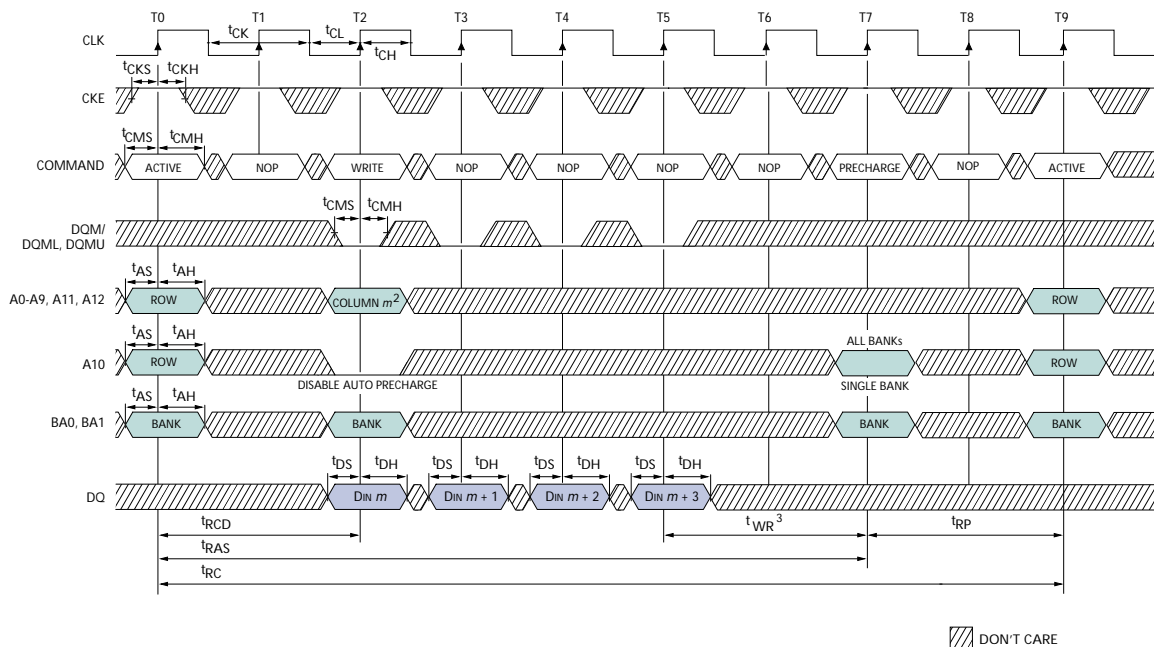 T0 T1 T2 T3 T4 T5 T6 T7 T8 T9
CLK tCK tCL tCH
tCKS tCKH
CKE
tCMS tCMH
COMMAND ACTIVE NOP WRITE NOP NOP NOP NOP PRECHARGE NOP ACTIVE
tCMS tCMH
DQM/
DQML, DQMU
tAS tAH
A0-A9, A11, A12 ROW COLUMN m2 ROW
tAS tAH ALL BANKs
A10 ROW ROW
DISABLE AUTO PRECHARGE SINGLE BANK
tAS tAH
BA0, BA1 BANK BANK BANK BANK
tDS tDH tDS tDH tDS tDH tDS tDH
DQ DIN m DIN m + 1 DIN m + 2 DIN m + 3
tRCD tWR3 tRP
tRAS
tRC
DON'T CARE